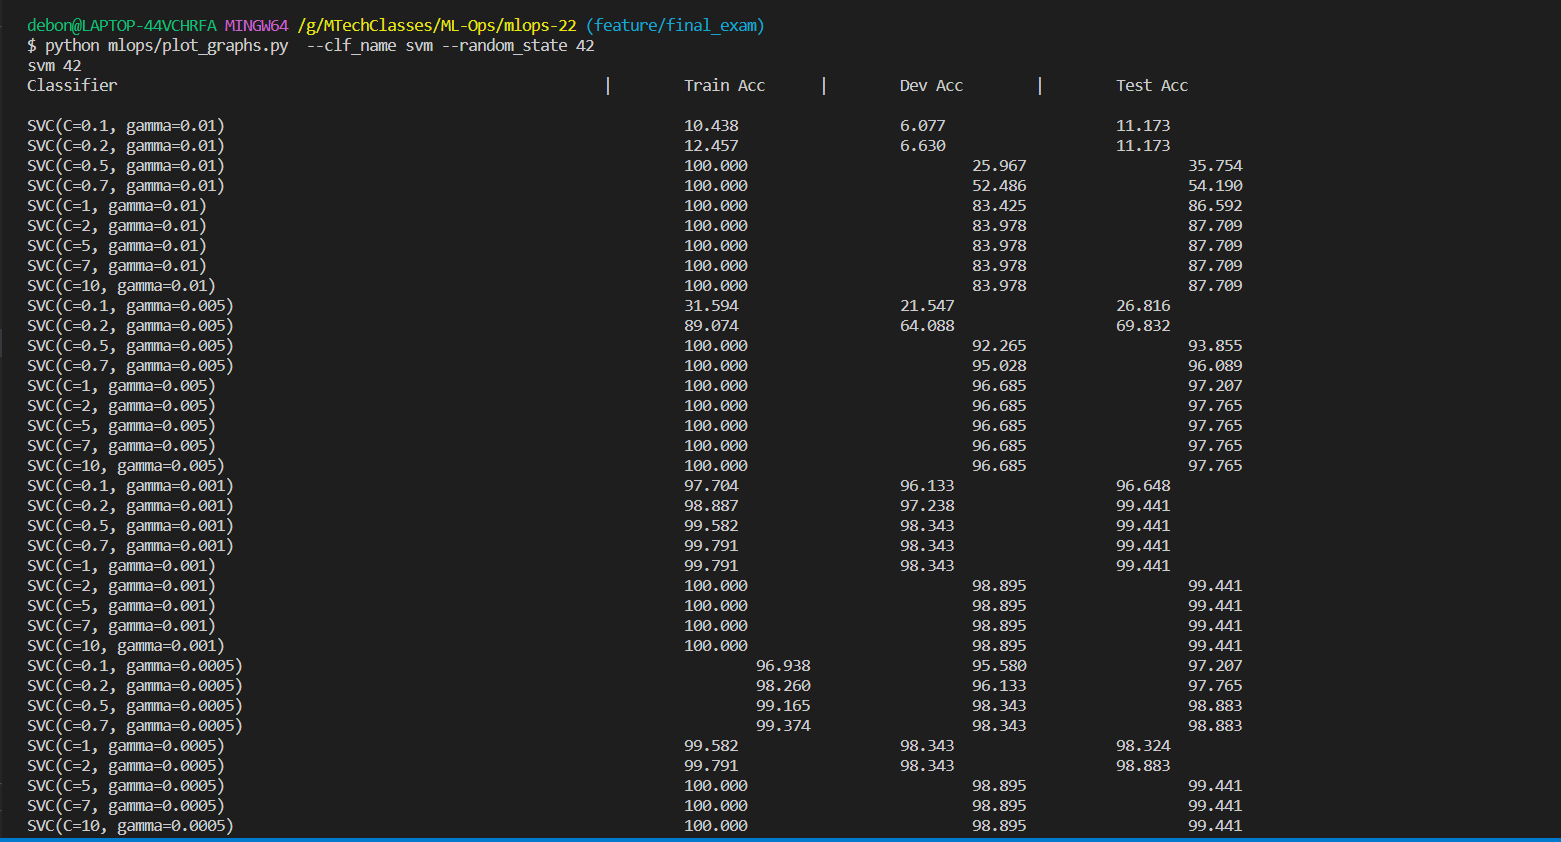 debon@LAPTOP-44VCHRFA MINGW64 /g/MTechClasses/ML-Ops/mlops-22 (feature/final_exam)
$ python mlops/plot_graphs.py  --clf_name svm --random_state 42
svm 42
Classifier | Train Acc | Dev Acc | Test Acc
SVC(C=0.1, gamma=0.01) 10.438 6.077 11.173
SVC(C=0.2, gamma=0.01) 12.457 6.630 11.173
SVC(C=0.5, gamma=0.01) 100.000 25.967 35.754
SVC(C=0.7, gamma=0.01) 100.000 52.486 54.190
SVC(C=1, gamma=0.01) 100.000 83.425 86.592
SVC(C=2, gamma=0.01) 100.000 83.978 87.709
SVC(C=5, gamma=0.01) 100.000 83.978 87.709
SVC(C=7, gamma=0.01) 100.000 83.978 87.709
SVC(C=10, gamma=0.01) 100.000 83.978 87.709
SVC(C=0.1, gamma=0.005) 31.594 21.547 26.816
SVC(C=0.2, gamma=0.005) 89.074 64.088 69.832
SVC(C=0.5, gamma=0.005) 100.000 92.265 93.855
SVC(C=0.7, gamma=0.005) 100.000 95.028 96.089
SVC(C=1, gamma=0.005) 100.000 96.685 97.207
SVC(C=2, gamma=0.005) 100.000 96.685 97.765
SVC(C=5, gamma=0.005) 100.000 96.685 97.765
SVC(C=7, gamma=0.005) 100.000 96.685 97.765
SVC(C=10, gamma=0.005) 100.000 96.685 97.765
SVC(C=0.1, gamma=0.001) 97.704 96.133 96.648
SVC(C=0.2, gamma=0.001) 98.887 97.238 99.441
SVC(C=0.5, gamma=0.001) 99.582 98.343 99.441
SVC(C=0.7, gamma=0.001) 99.791 98.343 99.441
SVC(C=1, gamma=0.001) 99.791 98.343 99.441
SVC(C=2, gamma=0.001) 100.000 98.895 99.441
SVC(C=5, gamma=0.001) 100.000 98.895 99.441
SVC(C=7, gamma=0.001) 100.000 98.895 99.441
SVC(C=10, gamma=0.001) 100.000 98.895 99.441
SVC(C=0.1, gamma=0.0005) 96.938 95.580 97.207
SVC(C=0.2, gamma=0.0005) 98.260 96.133 97.765
SVC(C=0.5, gamma=0.0005) 99.165 98.343 98.883
SVC(C=0.7, gamma=0.0005) 99.374 98.343 98.883
SVC(C=1, gamma=0.0005) 99.582 98.343 98.324
SVC(C=2, gamma=0.0005) 99.791 98.343 98.883
SVC(C=5, gamma=0.0005) 100.000 98.895 99.441
SVC(C=7, gamma=0.0005) 100.000 98.895 99.441
SVC(C=10, gamma=0.0005) 100.000 98.895 99.441